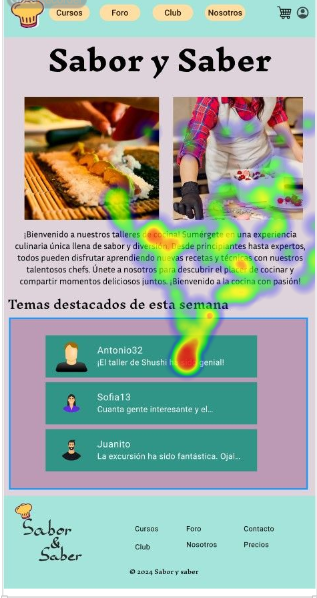 Cursos
Foro
Club
Nosotros
Sabor y Saber
¡Bienvenido a nuestros talleres de cocina! Sumérgete en una experiencia
culinaria única llena de sabor y diversión. Desde principiantes hasta expertos,
todos pueden disfrutar aprendiendo nuevas recetas y técnicas con nuestros
talentosos chefs. Únete a nosotros para descubrir el placer de cocinar y
compartir momentos deliciosos juntos. ¡Bienvenido a la cocina con pasión!
Temas destacados de esta semana
Antonio32
¡El taller de Shushi genial!
Sofia13
Cuanta gente interesante y el...
Juanito
La excursión ha sido fantástica. Ojal...
Sabor
&
Saber
Cursos
Foro
Contacto
Club
Nosotros
Precios
© 2024 Sabor y saber